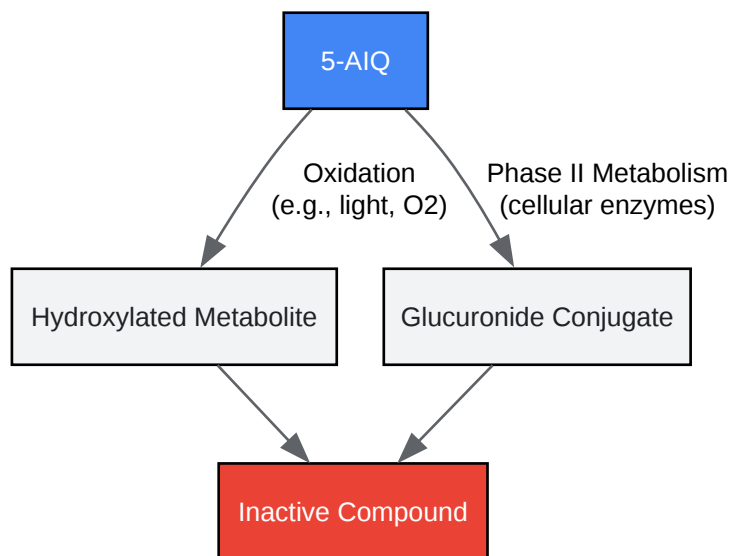 5-AIQ
Oxidation
(e.g., light, O2)
Phase II Metabolism
(cellular enzymes)
Hydroxylated Metabolite
Glucuronide Conjugate
Inactive Compound